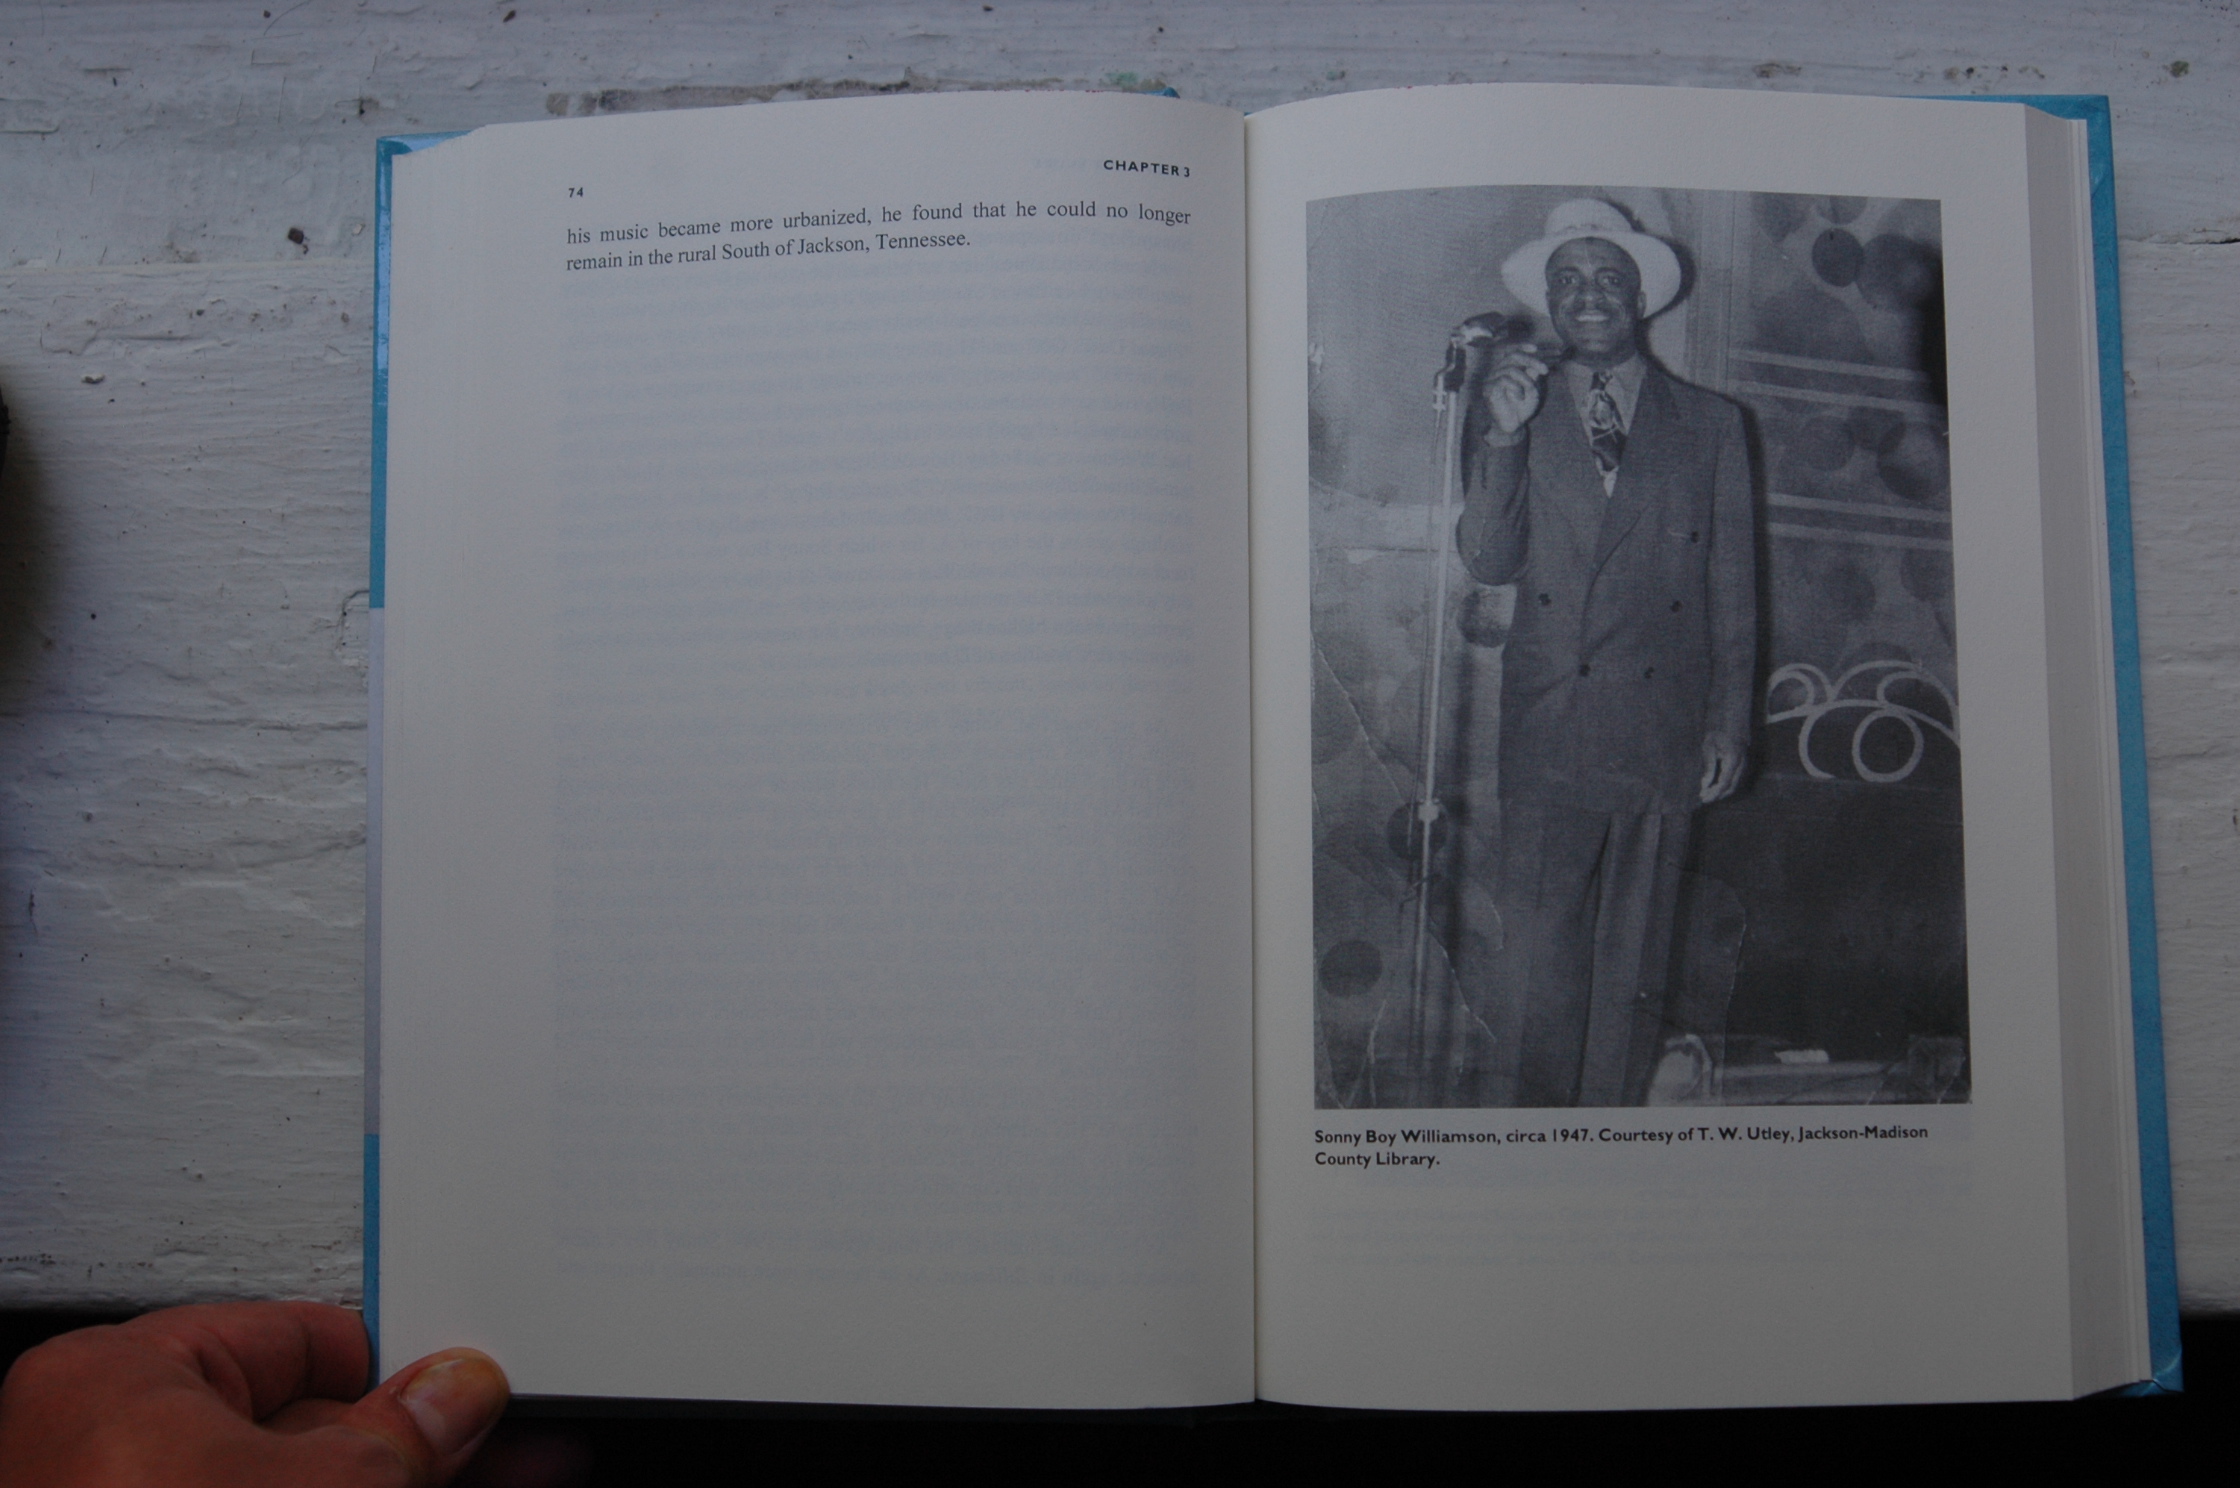 CHAPTER 3
74
his music became more urbanized, he found that he could no longer
remain in the rural South of Jackson, Tennessee.
Sonny Boy Williamson, circa 1947. Courtesy of T. W. Utley, Jackson-Madison
County Library.